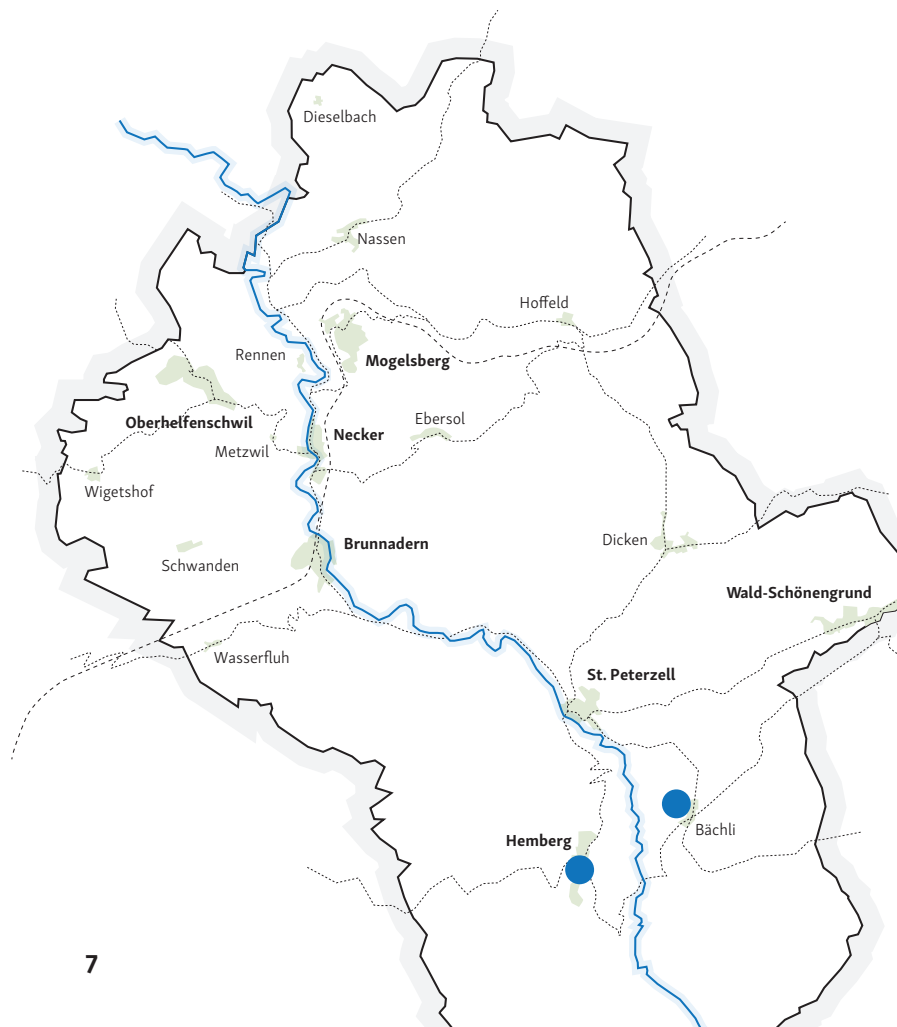 Dieselbach
Nassen
Hoffeld
Rennen
Mogelsberg
Oberhelfenschwil
Ebersol
Necker
Metzwil
Wigetshof
Brunnadern
Dicken
Schwanden
Wald-Schönengrund
Wasserfluh
St. Peterzell
Bächli
Hemberg
7